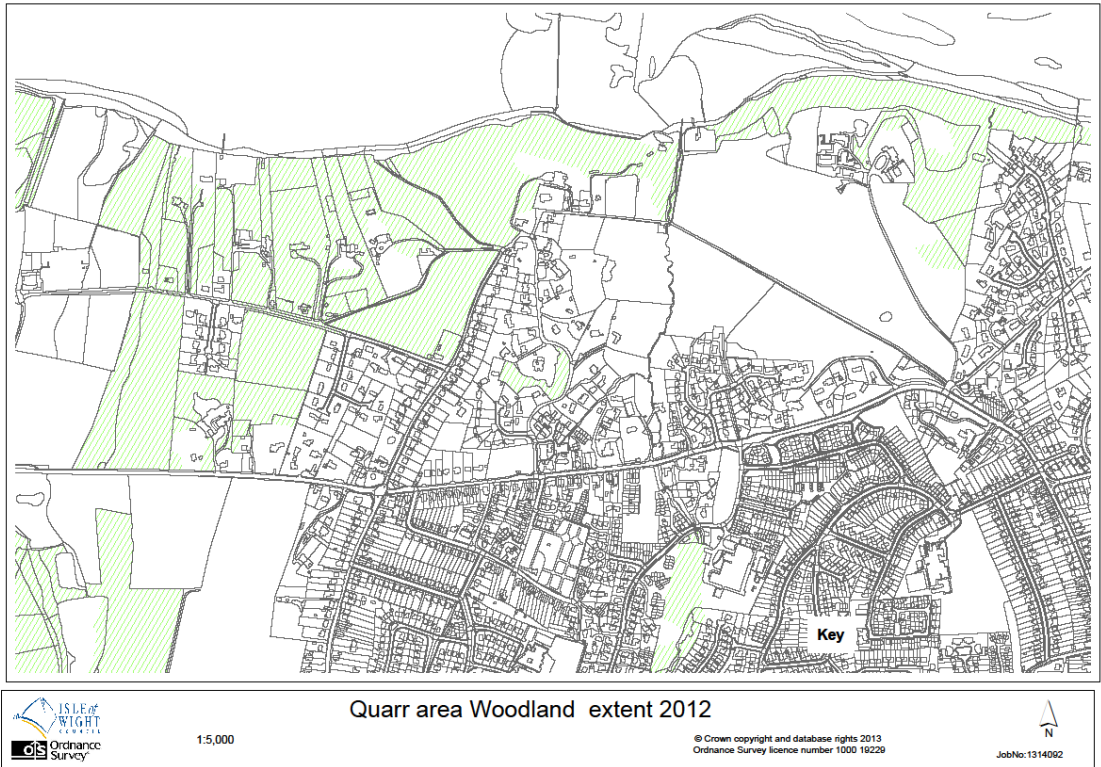 Key
ISLE of
WIGHT
COUNCIL
Ordnance
Survey
1:5,000
Quarr area Woodland extent 2012
© Crown copyright and database rights 2013
Ordnance Survey licence number 1000 19229
N
JobNo:1314092